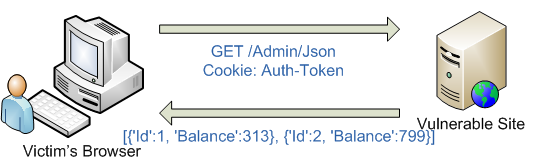 GET /Admin/Json
Cookie: Auth-Token
Vulnerable Site
[{'Id':1, 'Balance':313}, {'Id':2, 'Balance':799}]
Victim's Browser